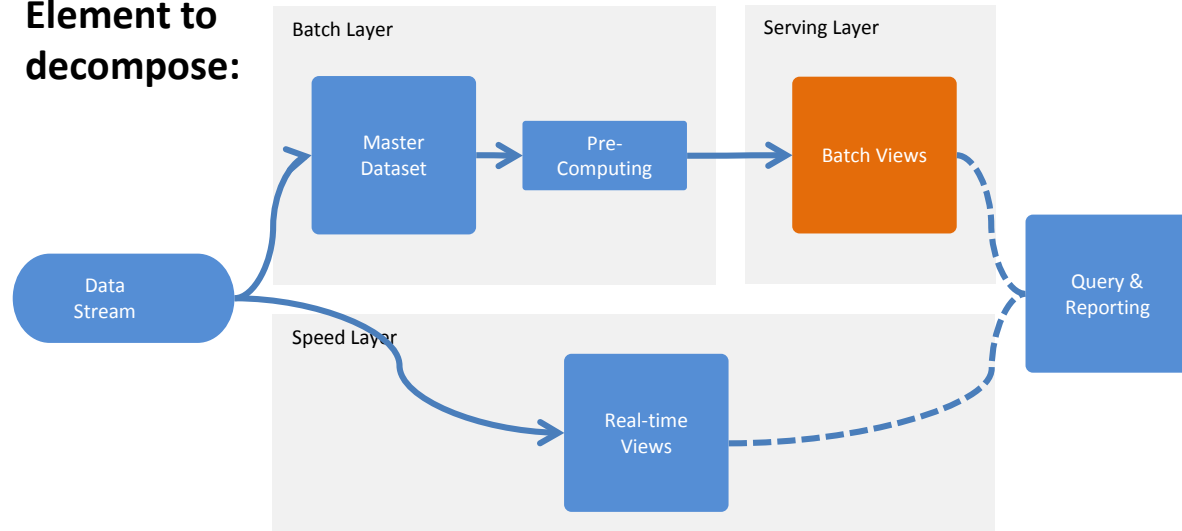 Element to
decompose:
Batch Layer
Serving Layer
Master
Dataset
Pre-
Computing
Batch Views
Data
Stream
Query &
Reporting
Speed Layer
Real-time
Views